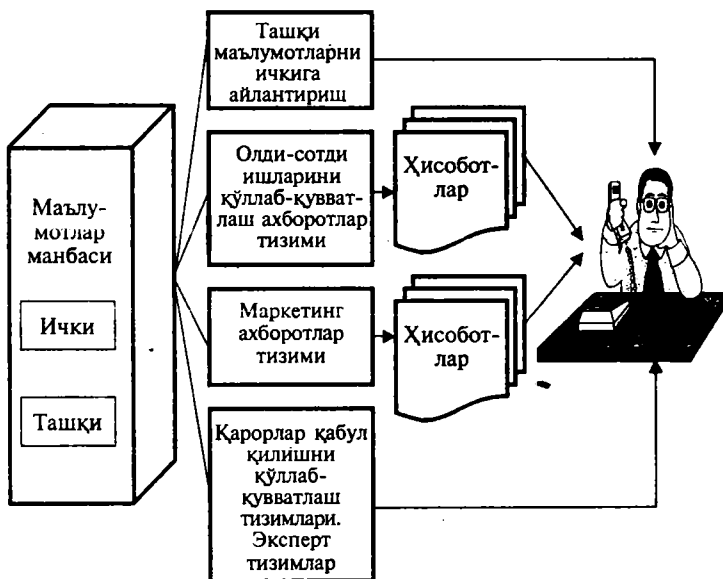 Маълу-
мотлар
манбаси
Ички
Ташқи
Ташқи
маълумотларни
ичкига
айлантириш
Олди-сотди
ишларини
қўллаб-қувват-
лаш ахборотлар
тизими
Ҳисобот-
лар
Маркетинг
ахборотлар
тизими
Ҳисобот-
лар
Қарорлар қабул
қилишни
қўллаб-
қувватлаш
тизимлари.
Эксперт
тизимлар